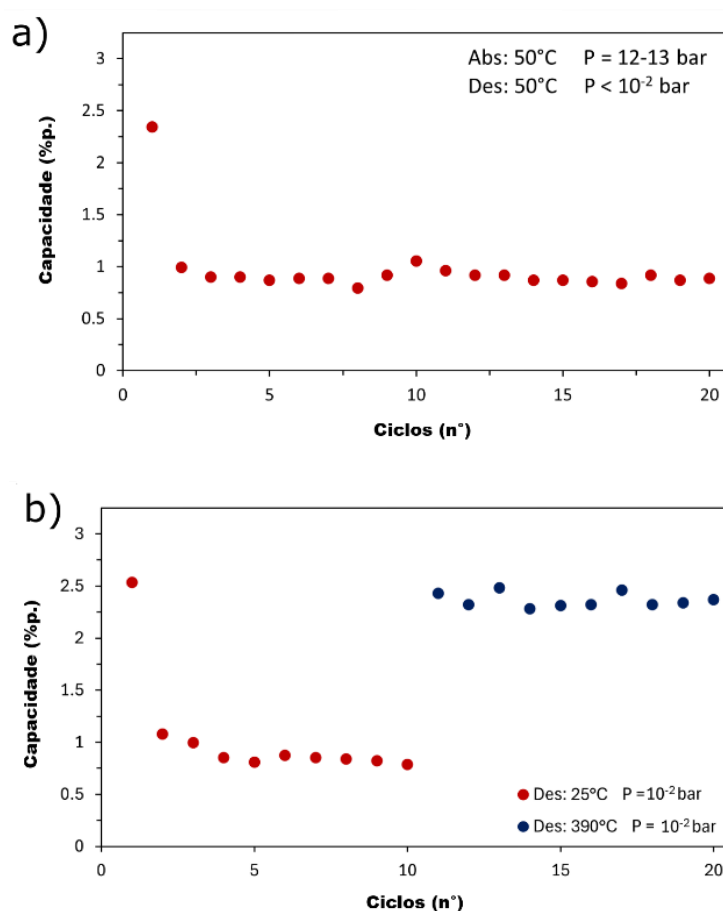 a)
Abs: 50°C P = 12-13 bar
Des: 50°C P < 10⁻² bar
Capacidade (%p.)
3
2.5
2
1.5
1
0.5
0
0 5 10 15 20
Ciclos (n°)
b)
Capacidade (%p.)
3
2.5
2
1.5
1
0.5
0
Des: 25°C P =10⁻² bar
Des: 390°C P = 10⁻² bar
0 5 10 15 20
Ciclos (n°)